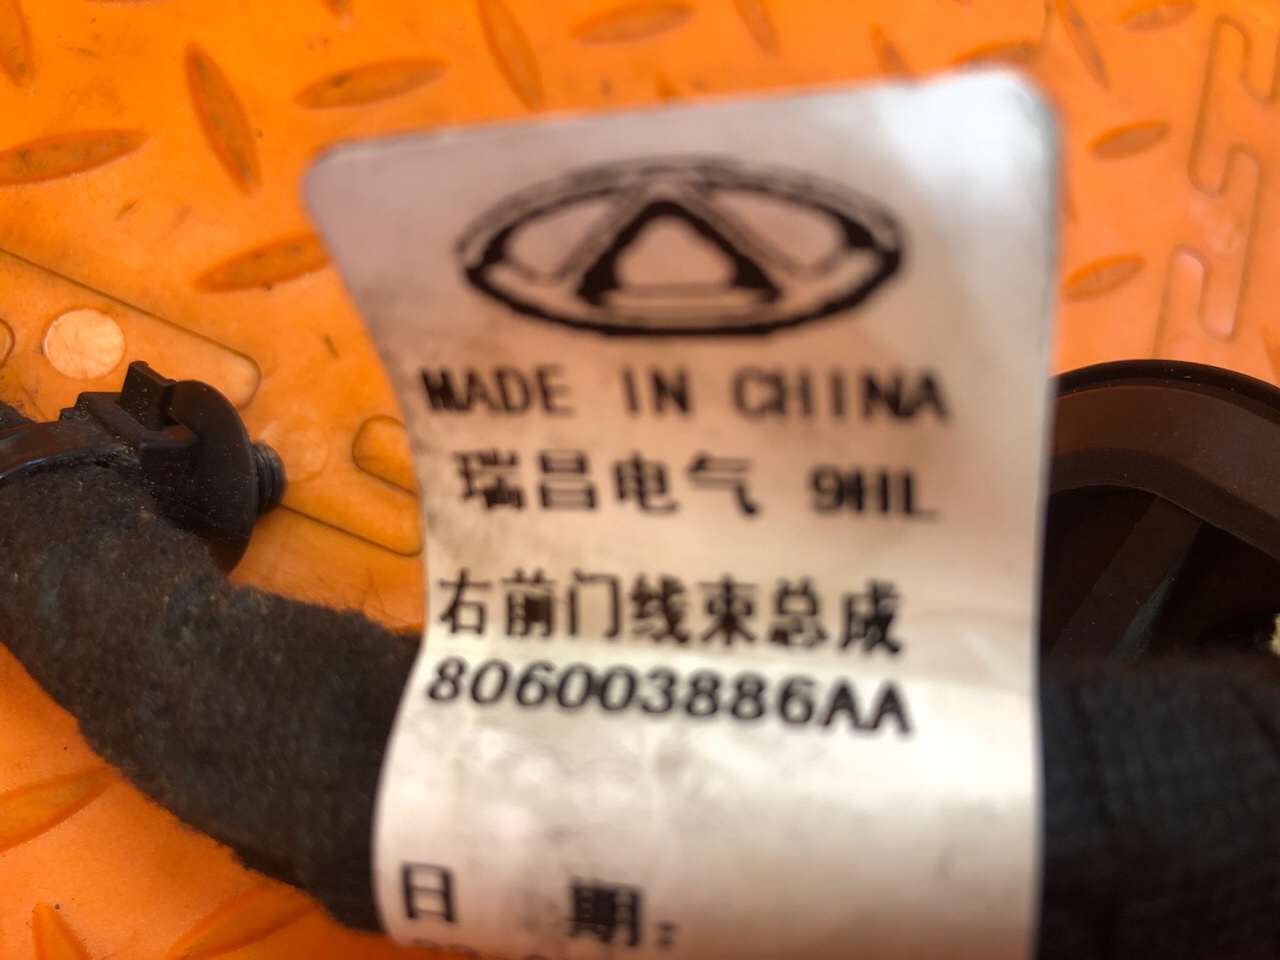 MADE IN CHINA
瑞昌电气 9HL
右前门线束总成
806003886AA
日 期: